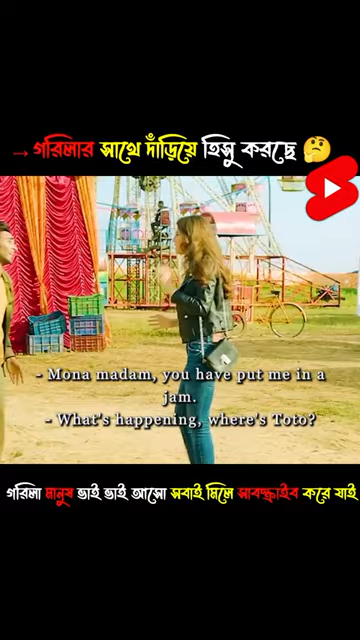 → গরিলার সাথে দাঁড়িয়ে হিসু করছে 🤔
- Mona madam, you have put me in a
jam.
- What's happening, where's Toto?
গরিলা মানুষ ভাই ভাই আসো সবাই মিলে সাবস্ক্রাইব করে যাই